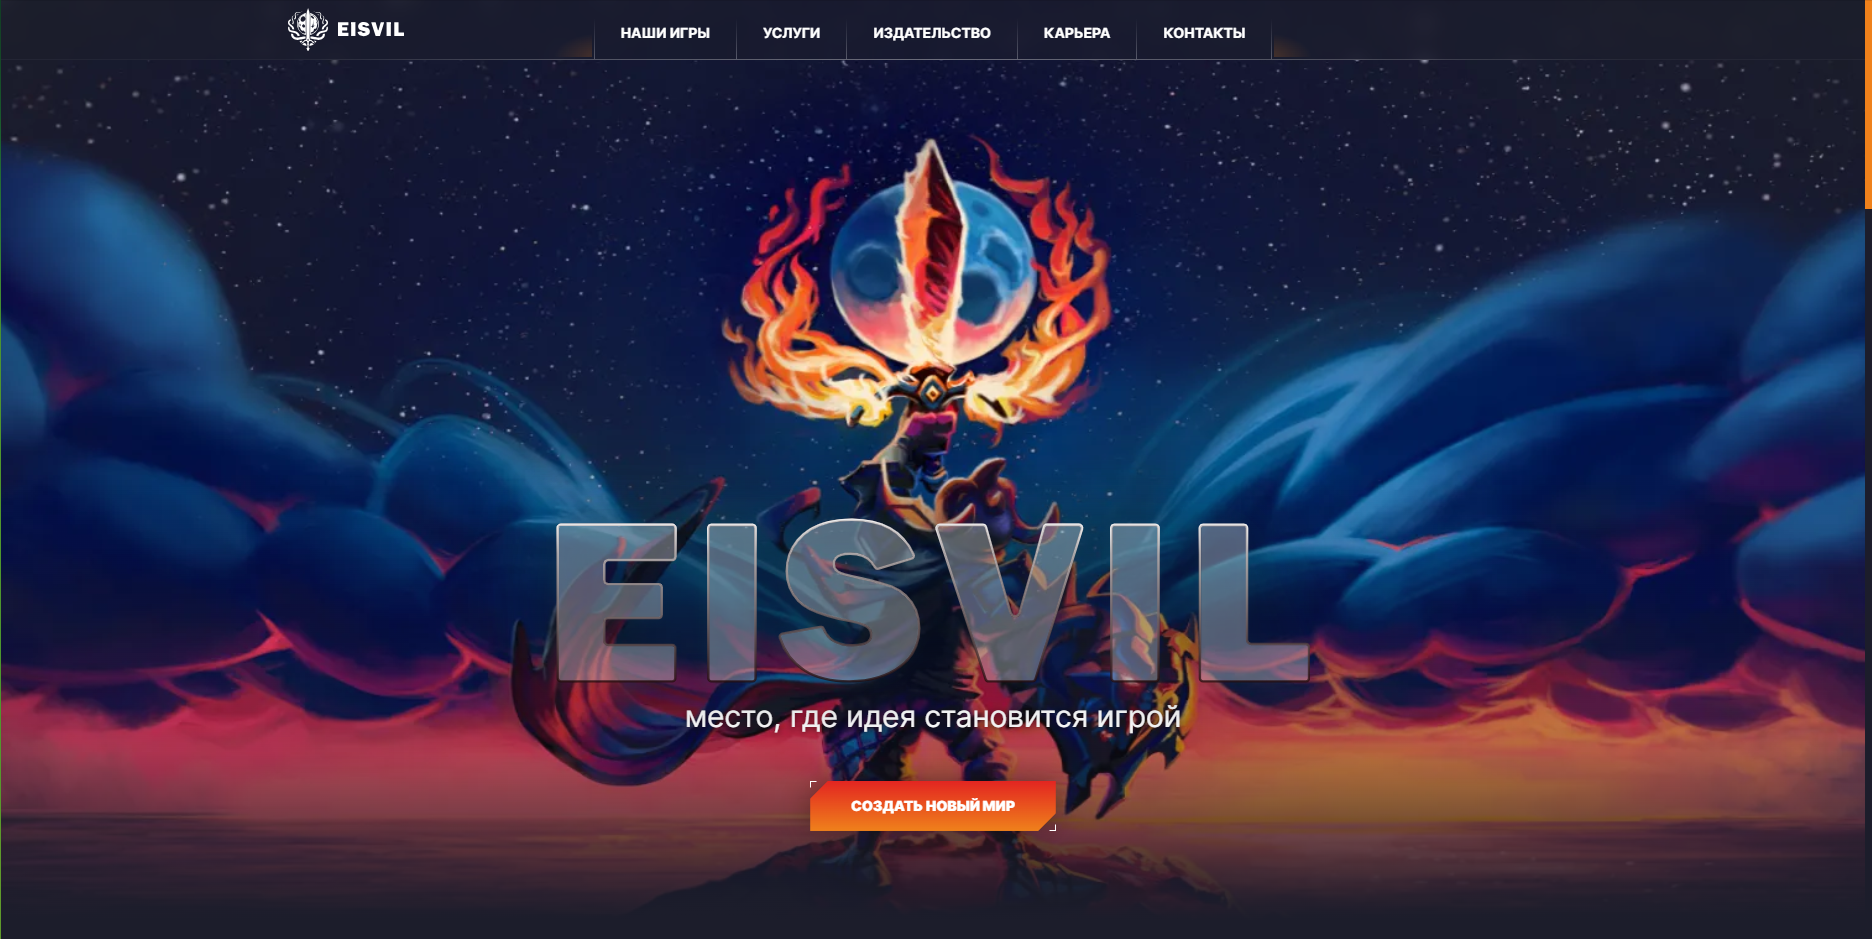 EISVIL
НАШИ ИГРЫ
УСЛУГИ
ИЗДАТЕЛЬСТВО
КАРЬЕРА
КОНТАКТЫ
EISVIL
место, где идея становится игрой
СОЗДАТЬ НОВЫЙ МИР